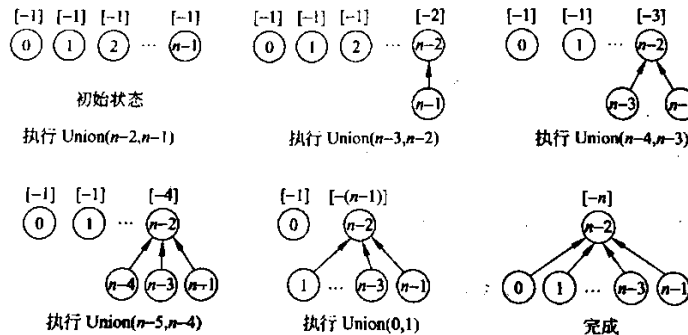 [-1] [-1] [-1] [-1]
0 1 2 ... n-1
初始状态
执行 Union(n-2,n-1)
[-1] [-1] [-1] [-2]
0 1 2 ... n-2
n-1
执行 Union(n-3,n-2)
[-1] [-1] [-3]
0 1 ... n-2
n-3 n-
执行 Union(n-4,n-3)
[-1] [-1] [-4]
0 1 ... n-2
n-4 n-3 n-1
执行 Union(n-5,n-4)
[-1] [-(n-1)]
0 n-2
1 ... n-3 n-1
执行 Union(0,1)
[-n]
n-2
0 1 ... n-3 n-1
完成